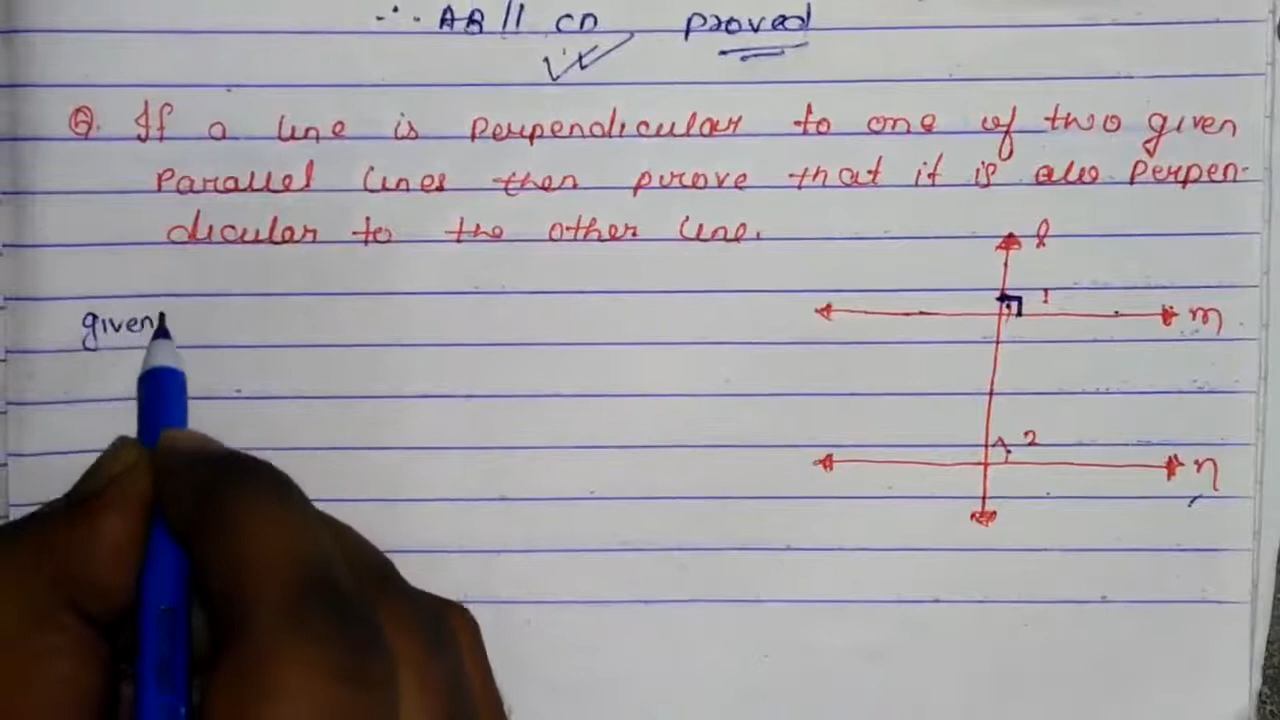 ∴ AB // CD proved
Q. If a line is perpendicular to one of two given
parallel lines then prove that it is also perpen-
dicular to the other line.
l
1
m
given
2
n